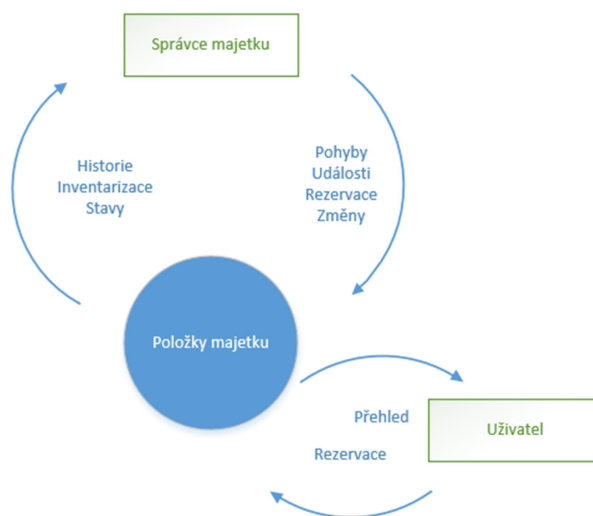 Správce majetku
Historie
Inventarizace
Stavy
Pohyby
Události
Rezervace
Změny
Položky majetku
Přehled
Rezervace
Uživatel